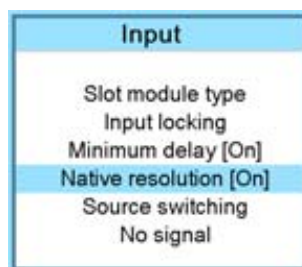 Input
Slot module type
Input locking
Minimum delay [On]
Native resolution [On]
Source switching
No signal